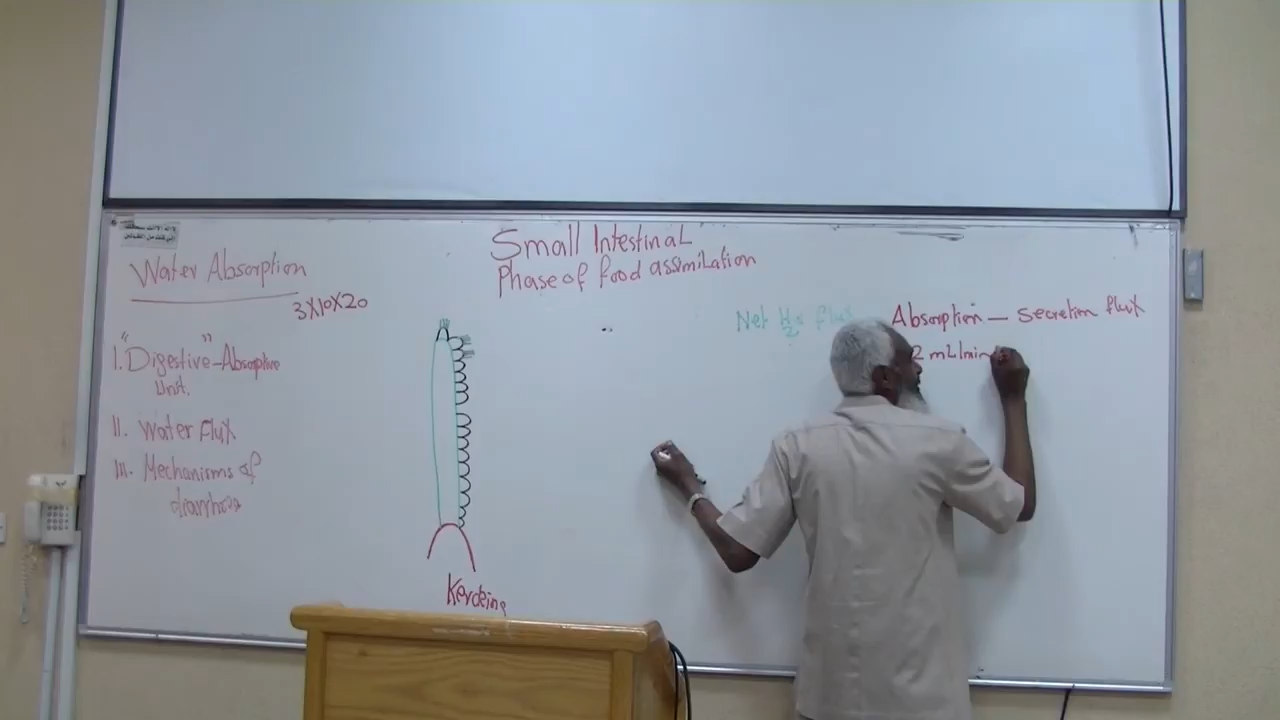 Water Absorption
3X10X20
I. "Digestive"-Absorptive
Unit.
II. Water Flux
III. Mechanisms of
diarrhoea
Small Intestinal
Phase of food assimilation
Kerckring
Net H2O flux
Absorption — Secretion flux
2 mL/min